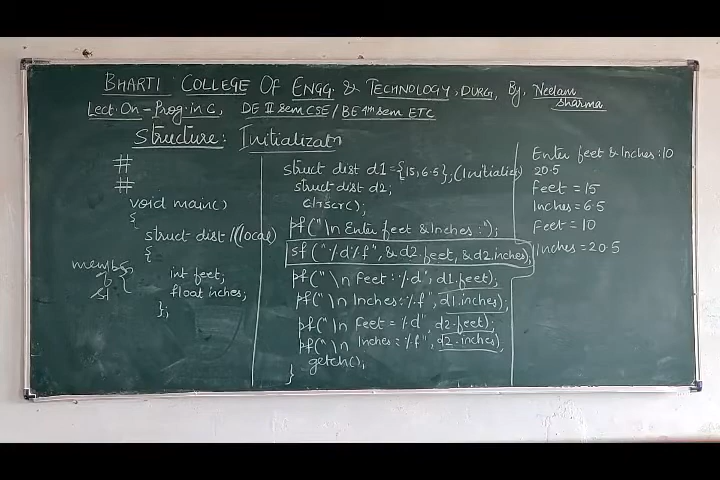 BHARTI COLLEGE OF ENGG. & TECHNOLOGY, DURG, By, Neelam Sharma
Lect. On - Prog. in C, DE II sem CSE / BE 4th sem ETC
Structure: Initializatn
#
#
void main()
{
struct dist //(local)
{
int feet;
float inches;
};
struct dist d1={15,6.5};(Initialize)
struct dist d2;
clrscr();
pf("\n Enter feet & Inches :");
sf("%d%f", &d2.feet, &d2.inches);
pf("\n Feet:%d", d1.feet);
pf("\n Inches:%f", d1.inches);
pf("\n Feet=%d", d2.feet);
pf("\n Inches:%f", d2.inches);
getch();
}
Enter feet & Inches :10
20.5
Feet = 15
Inches = 6.5
Feet = 10
Inches = 20.5